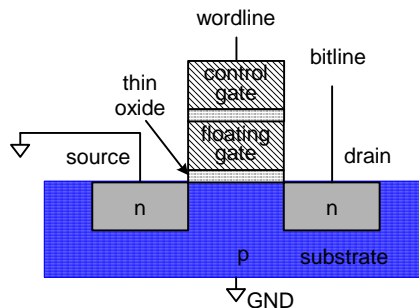 wordline
control
gate
bitline
thin
oxide
floating
gate
source
drain
n
n
p
substrate
GND